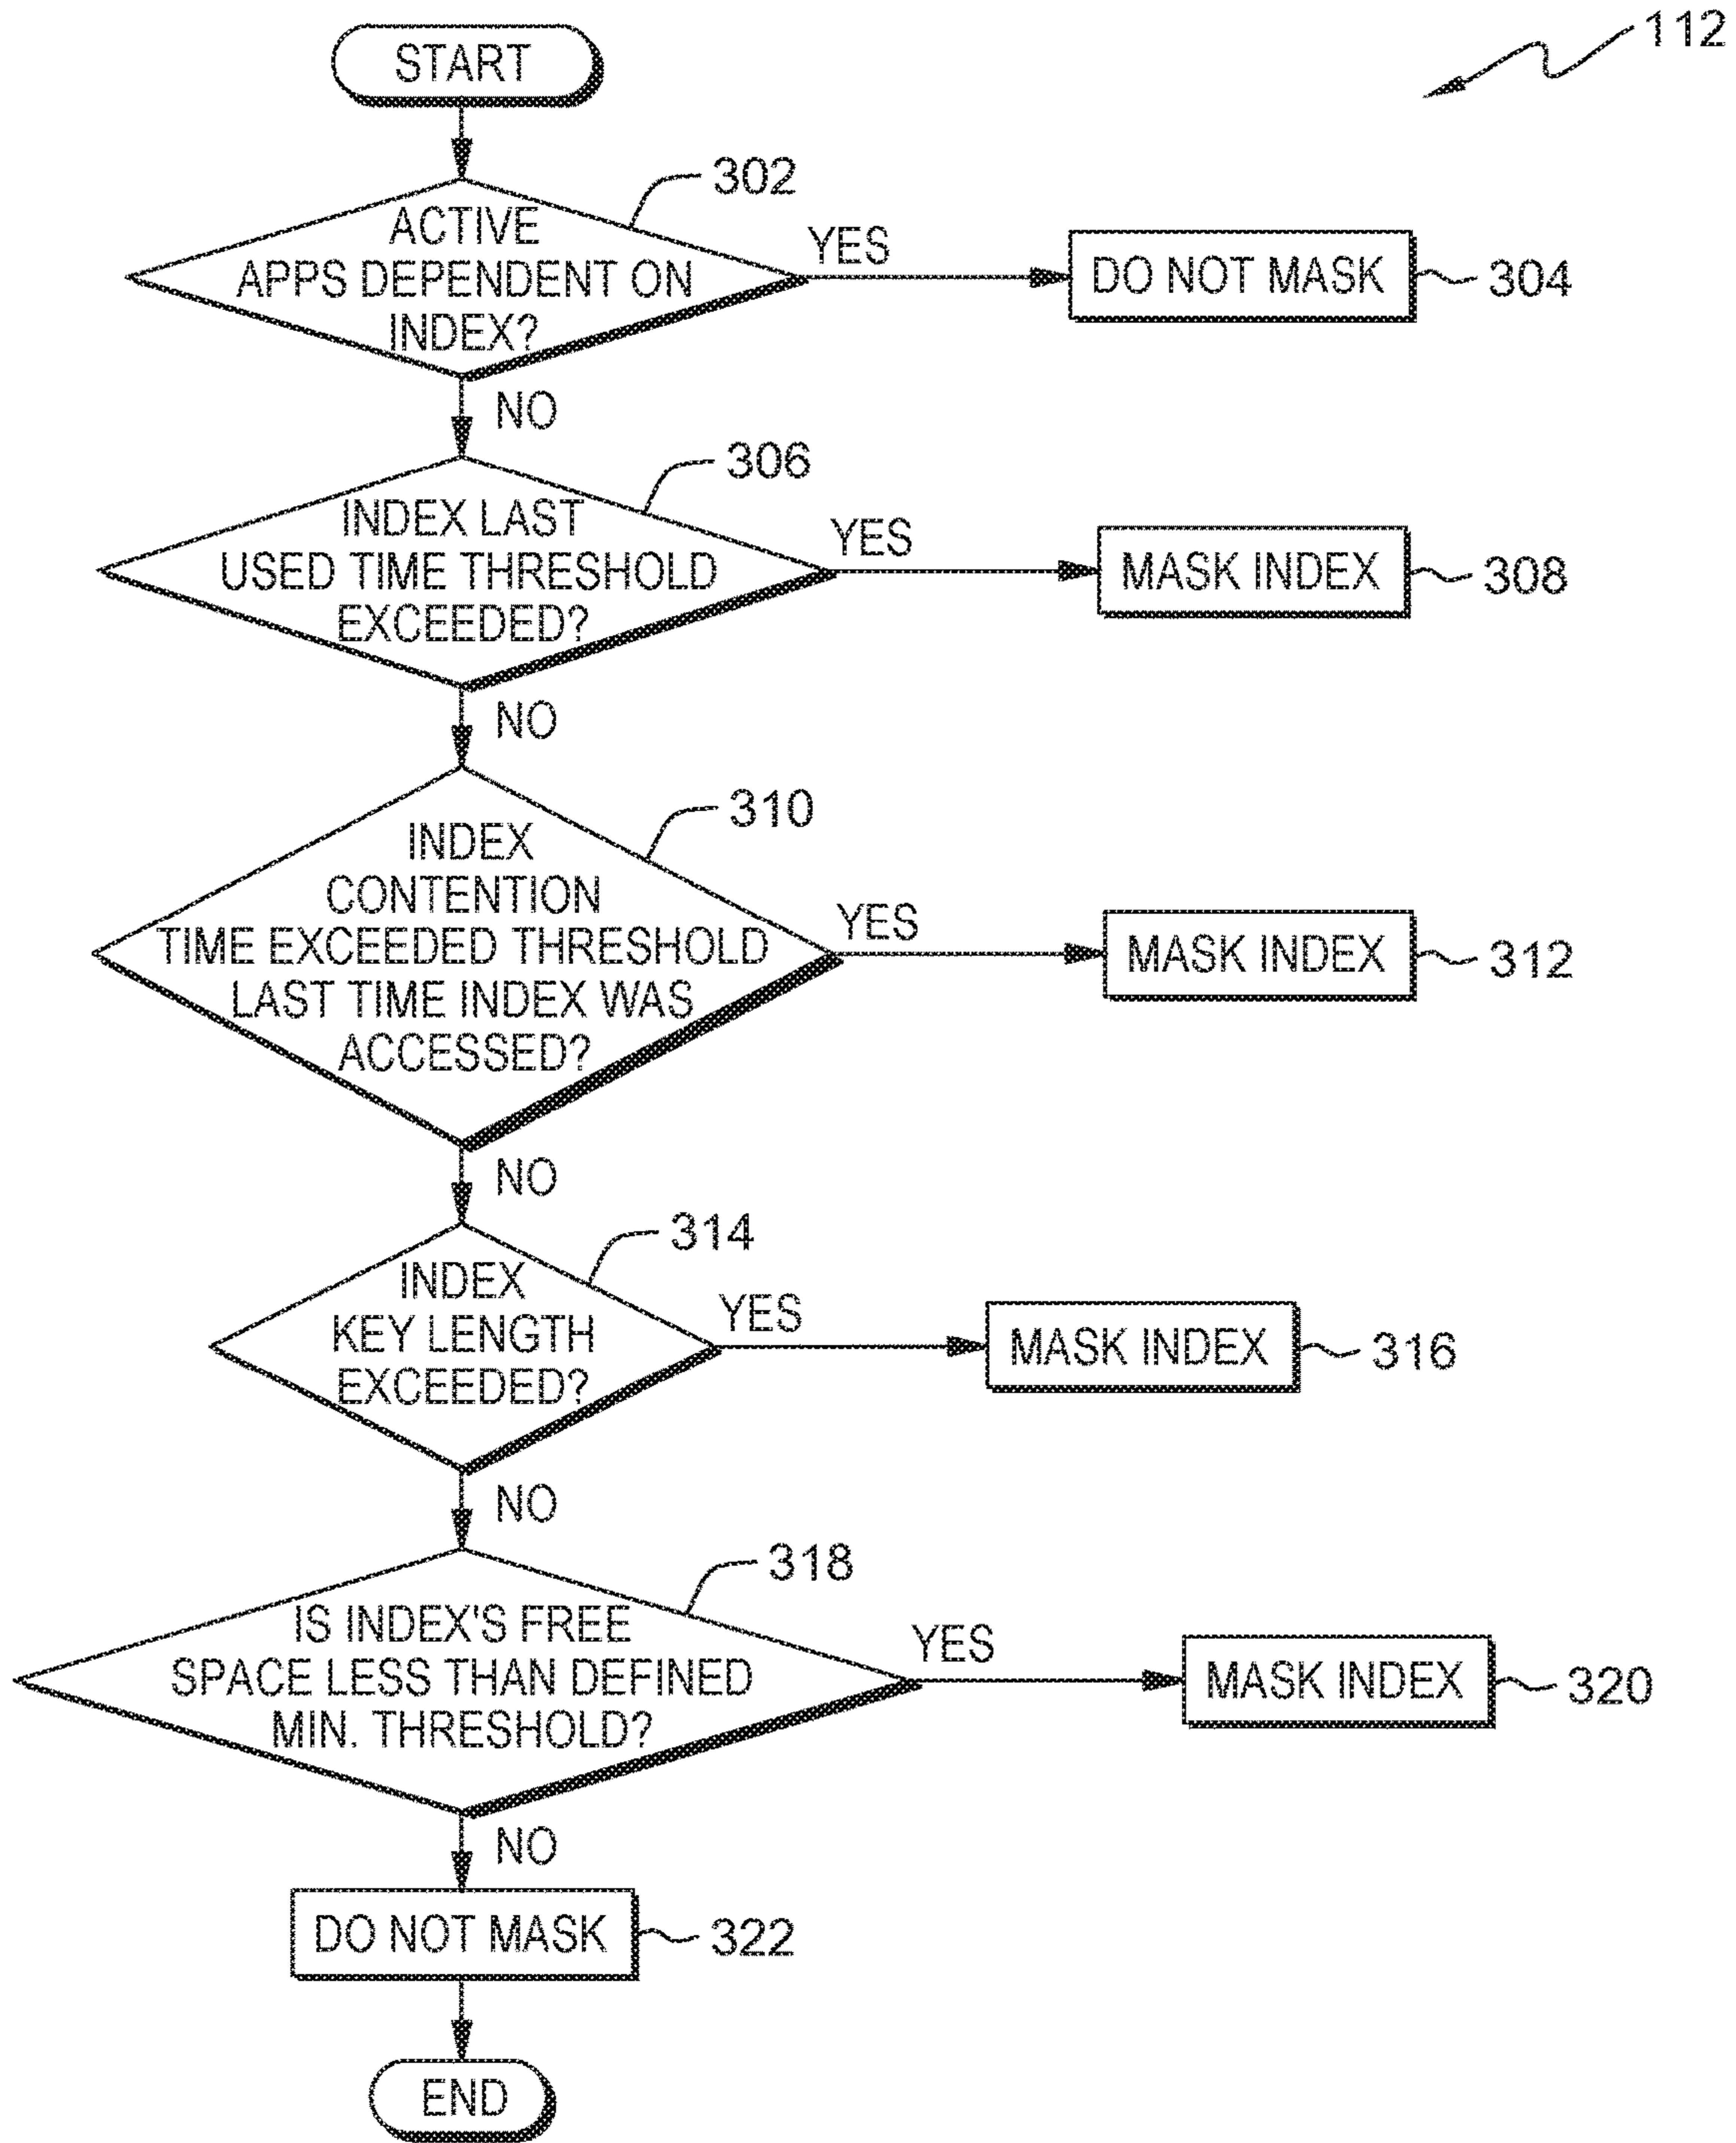 112
START
302
ACTIVE
APPS DEPENDENT ON
INDEX?
YES
DO NOT MASK
304
NO
306
INDEX LAST
USED TIME THRESHOLD
EXCEEDED?
YES
MASK INDEX
308
NO
310
INDEX
CONTENTION
TIME EXCEEDED THRESHOLD
LAST TIME INDEX WAS
ACCESSED?
YES
MASK INDEX
312
NO
314
INDEX
KEY LENGTH
EXCEEDED?
YES
MASK INDEX
316
NO
318
IS INDEX'S FREE
SPACE LESS THAN DEFINED
MIN. THRESHOLD?
YES
MASK INDEX
320
NO
DO NOT MASK
322
END